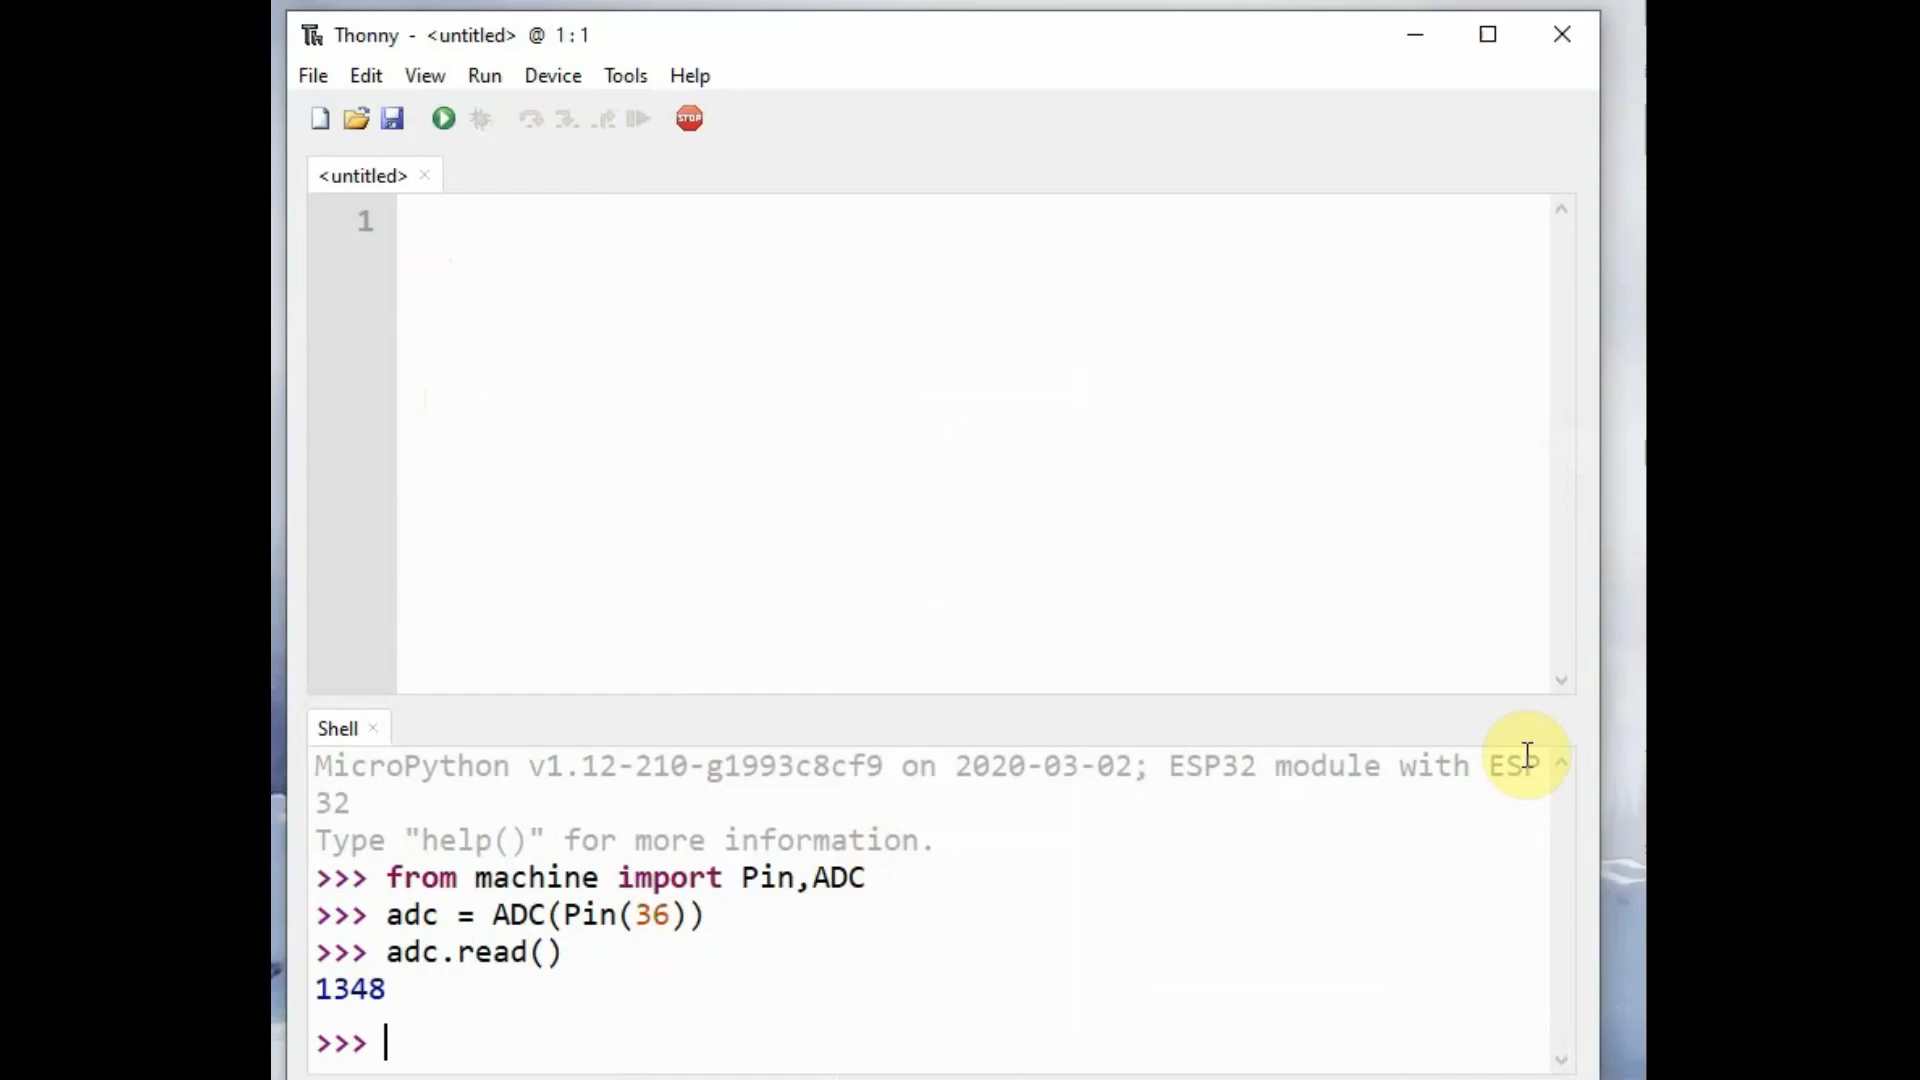 Thonny - <untitled> @ 1:1
File Edit View Run Device Tools Help
STOP
<untitled>
1
Shell
MicroPython v1.12-210-g1993c8cf9 on 2020-03-02; ESP32 module with ESP
32
Type "help()" for more information.
>>> from machine import Pin,ADC
>>> adc = ADC(Pin(36))
>>> adc.read()
1348
>>>